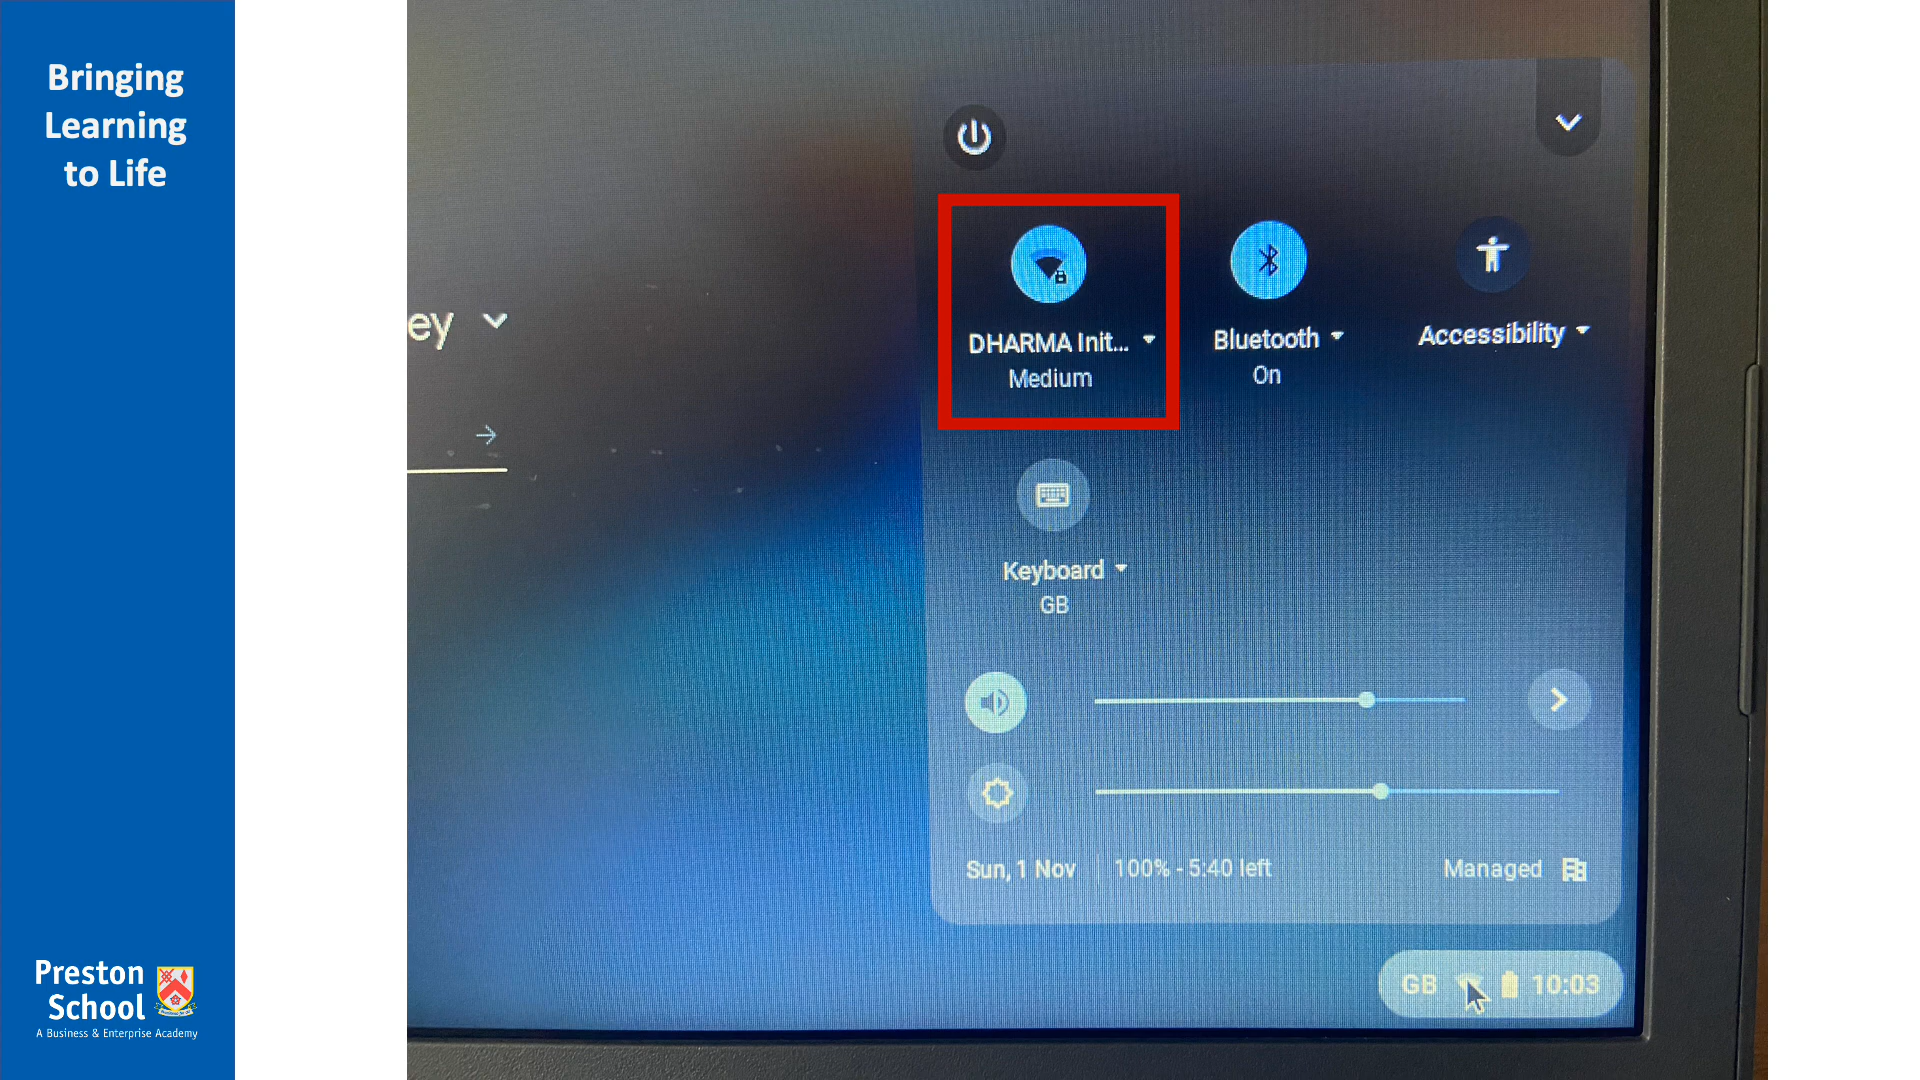 Bringing
Learning
to Life
ey
DHARMA Init...
Medium
Bluetooth
On
Accessibility
Keyboard
GB
Sun, 1 Nov | 100% - 5:40 left
Managed
GB 10:03
Preston
School
A Business & Enterprise Academy